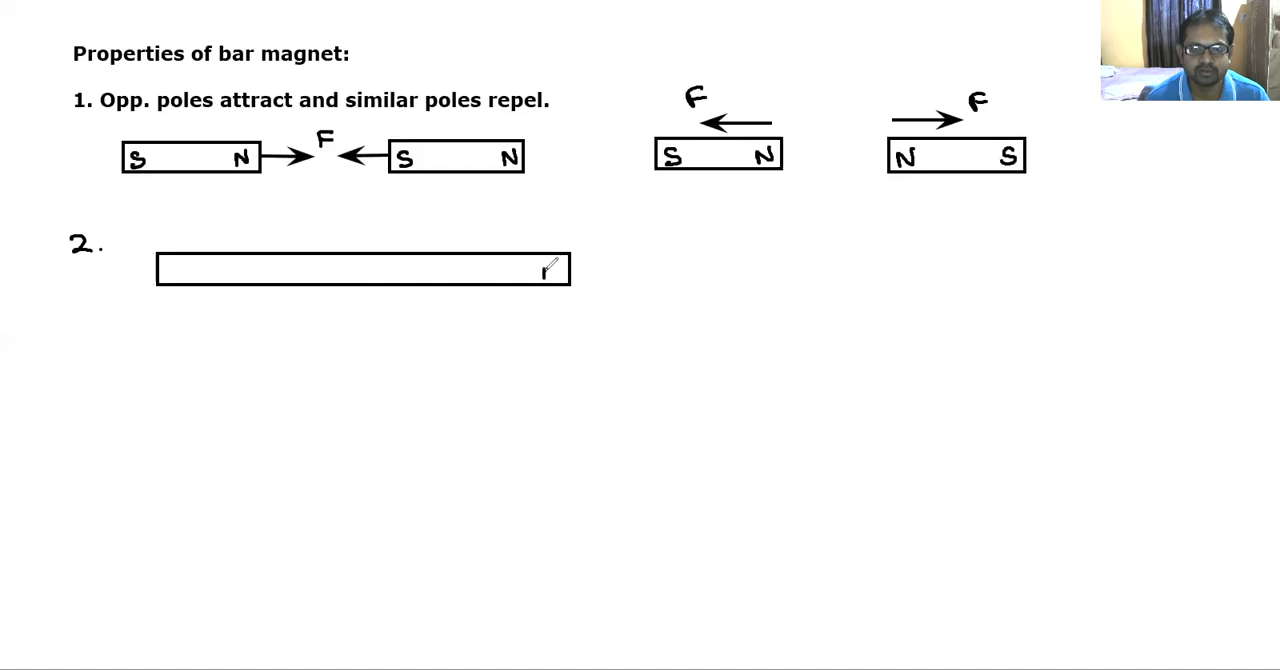 Properties of bar magnet:
1. Opp. poles attract and similar poles repel.
F F
F
S N S N S N N S
2.